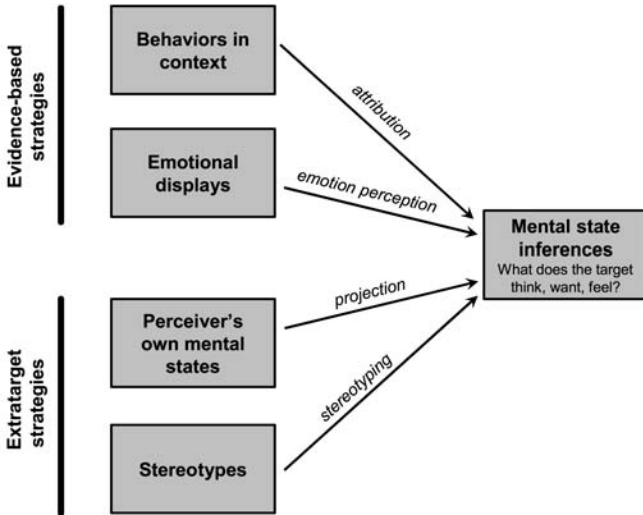 Evidence-based
strategies
Behaviors in
context
attribution
Emotional
displays
emotion perception
Mental state
inferences
What does the target
think, want, feel?
Extratarget
strategies
Perceiver's
own mental
states
projection
stereotyping
Stereotypes